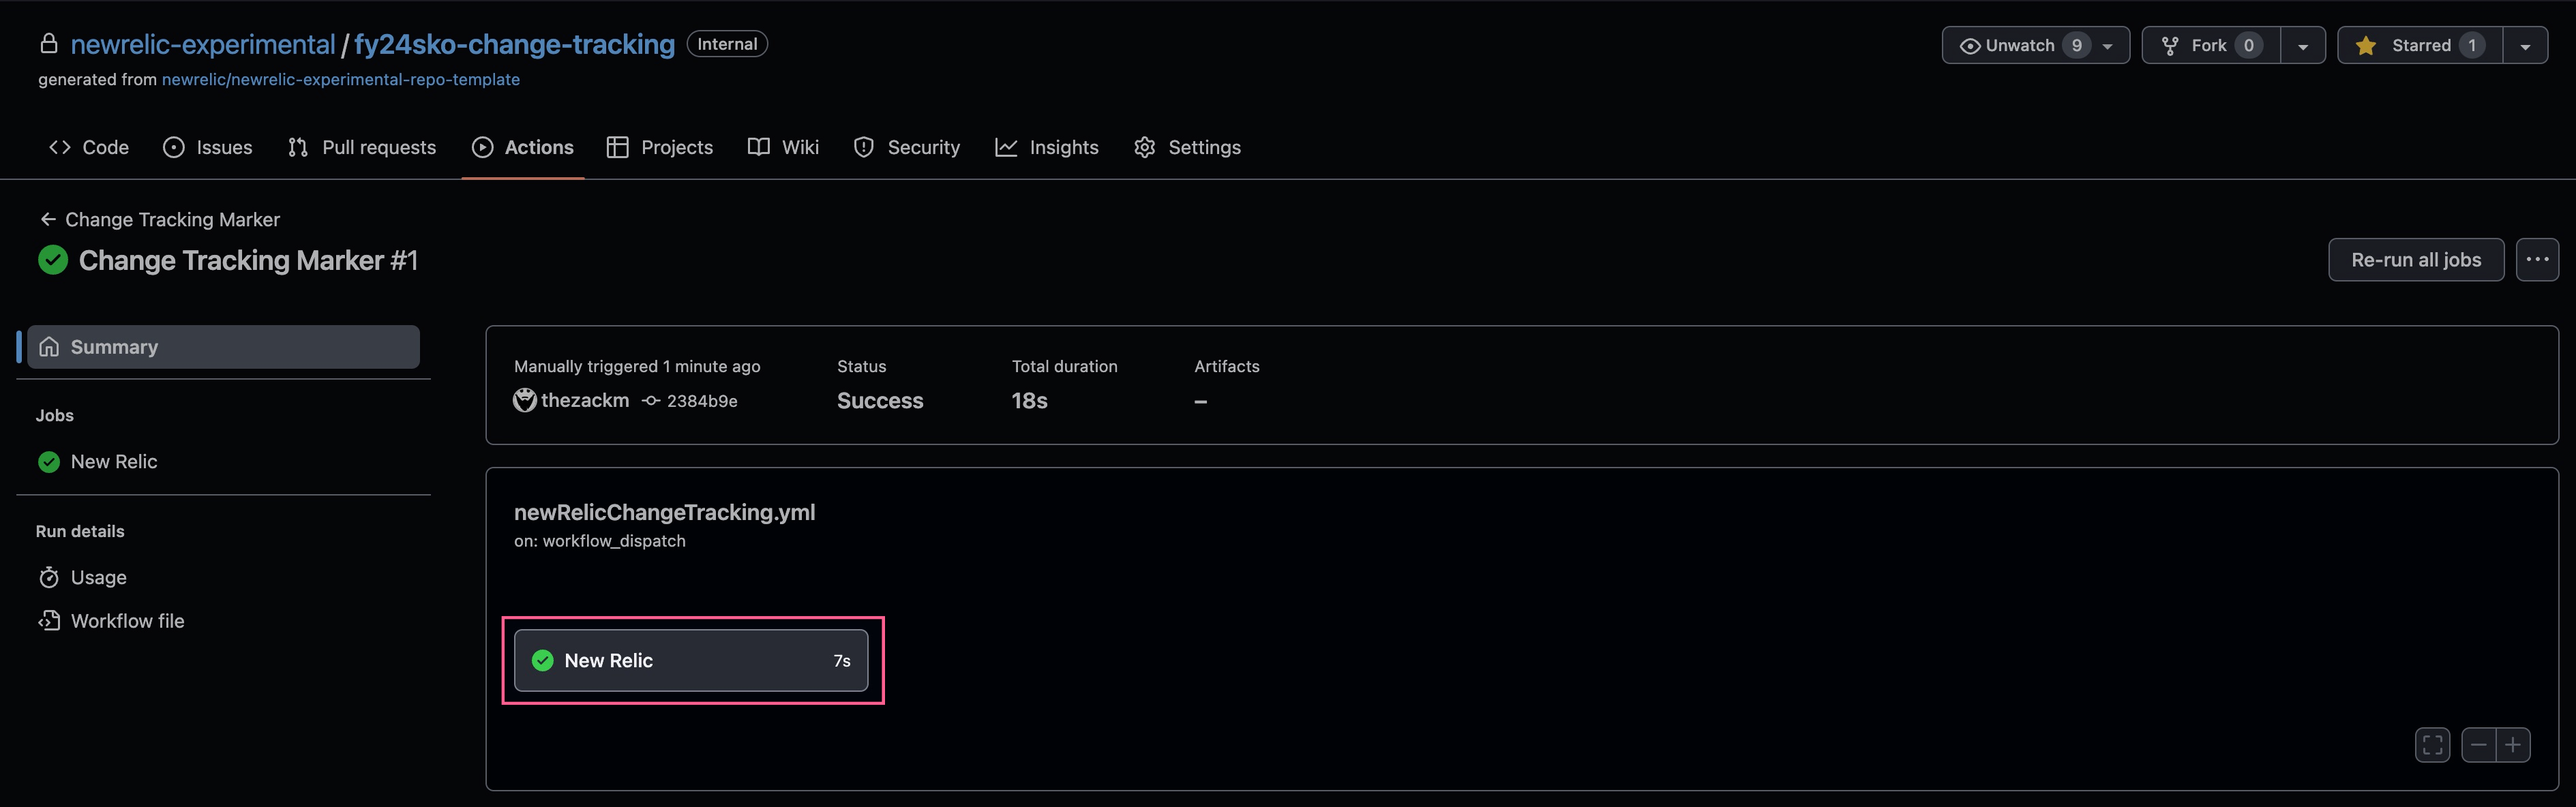 newrelic-experimental / fy24sko-change-tracking Internal
Unwatch 9 Fork 0 Starred 1
generated from newrelic/newrelic-experimental-repo-template
Code Issues Pull requests Actions Projects Wiki Security Insights Settings
← Change Tracking Marker
Change Tracking Marker #1
Re-run all jobs ...
Summary
Jobs
New Relic
Run details
Usage
Workflow file
Manually triggered 1 minute ago Status Total duration Artifacts
thezackm 2384b9e Success 18s –
newRelicChangeTracking.yml
on: workflow_dispatch
New Relic 7s